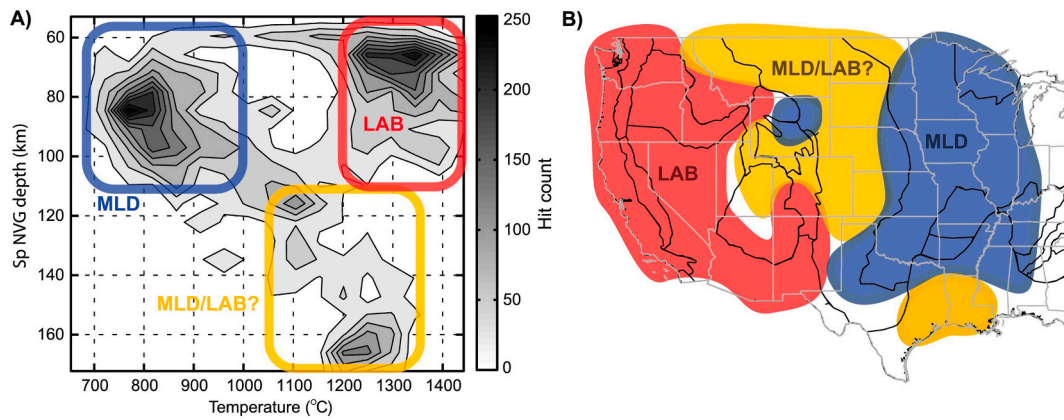 A)
60
80
100
120
140
160
Sp NVG depth (km)
MLD
LAB
MLD/LAB?
700
800
900
1000
1100
1200
1300
1400
Temperature (°C)
250
200
150
100
50
0
Hit count
B)
MLD/LAB?
LAB
MLD